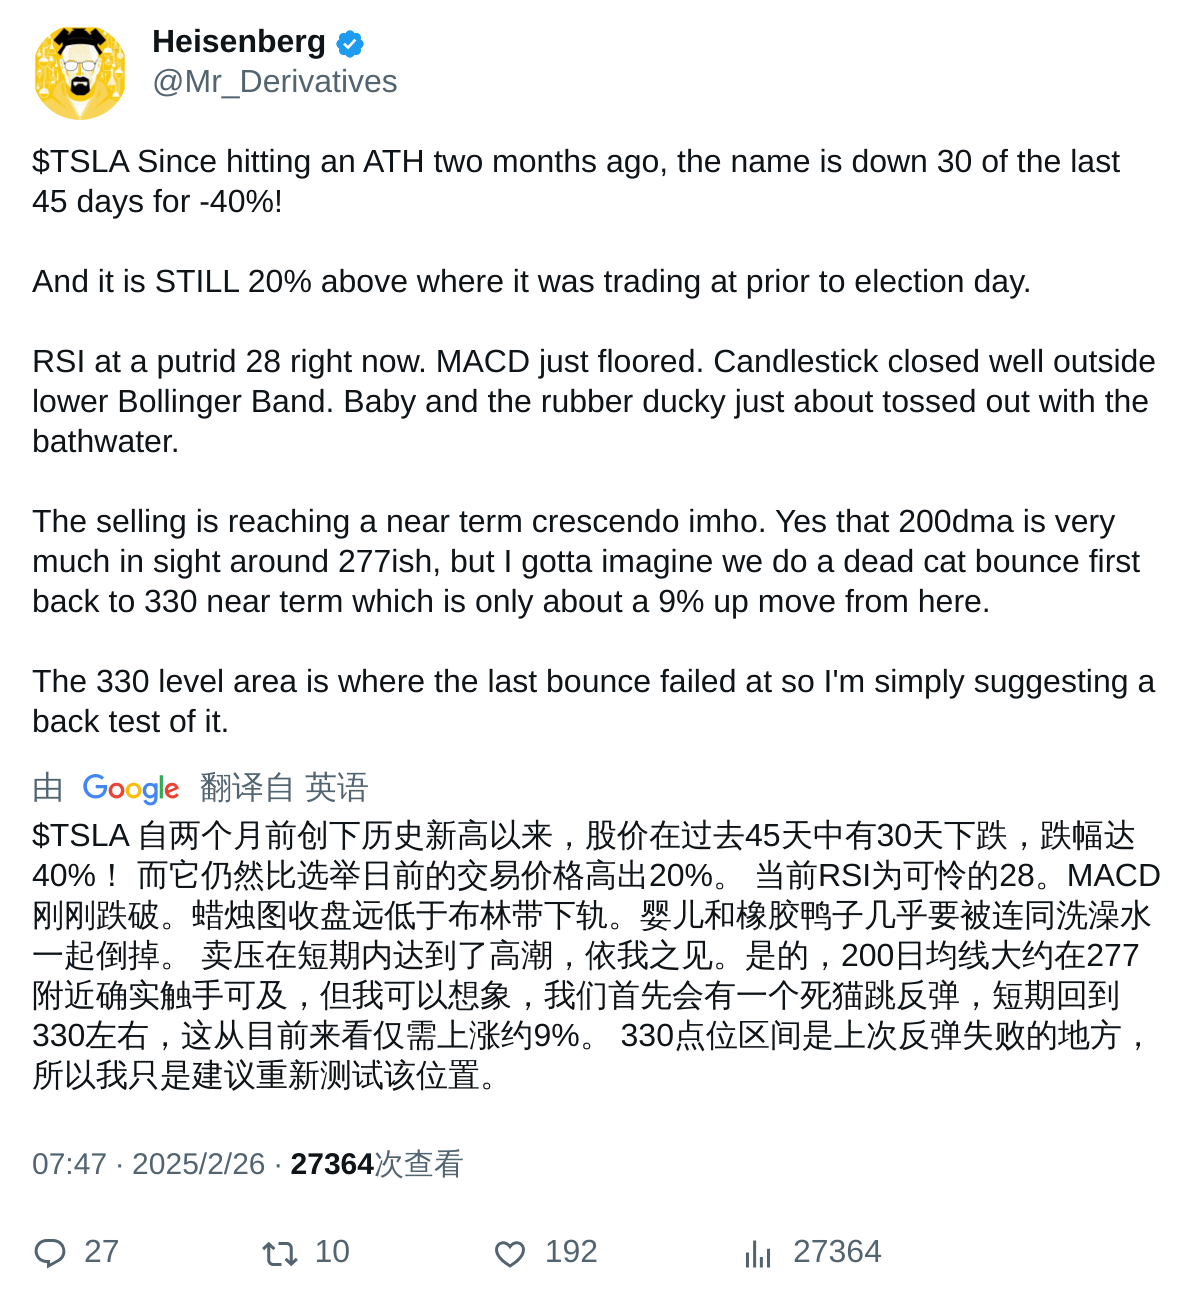 Heisenberg
@Mr_Derivatives
$TSLA Since hitting an ATH two months ago, the name is down 30 of the last
45 days for -40%!
And it is STILL 20% above where it was trading at prior to election day.
RSI at a putrid 28 right now. MACD just floored. Candlestick closed well outside
lower Bollinger Band. Baby and the rubber ducky just about tossed out with the
bathwater.
The selling is reaching a near term crescendo imho. Yes that 200dma is very
much in sight around 277ish, but I gotta imagine we do a dead cat bounce first
back to 330 near term which is only about a 9% up move from here.
The 330 level area is where the last bounce failed at so I'm simply suggesting a
back test of it.
由 Google 翻译自 英语
$TSLA 自两个月前创下历史新高以来，股价在过去45天中有30天下跌，跌幅达
40%！ 而它仍然比选举日前的交易价格高出20%。 当前RSI为可怜的28。MACD
刚刚跌破。蜡烛图收盘远低于布林带下轨。婴儿和橡胶鸭子几乎要被连同洗澡水
一起倒掉。 卖压在短期内达到了高潮，依我之见。是的，200日均线大约在277
附近确实触手可及，但我可以想象，我们首先会有一个死猫跳反弹，短期回到
330左右，这从目前来看仅需上涨约9%。 330点位区间是上次反弹失败的地方，
所以我只是建议重新测试该位置。
07:47 · 2025/2/26 · 27364次查看
27 10 192 27364